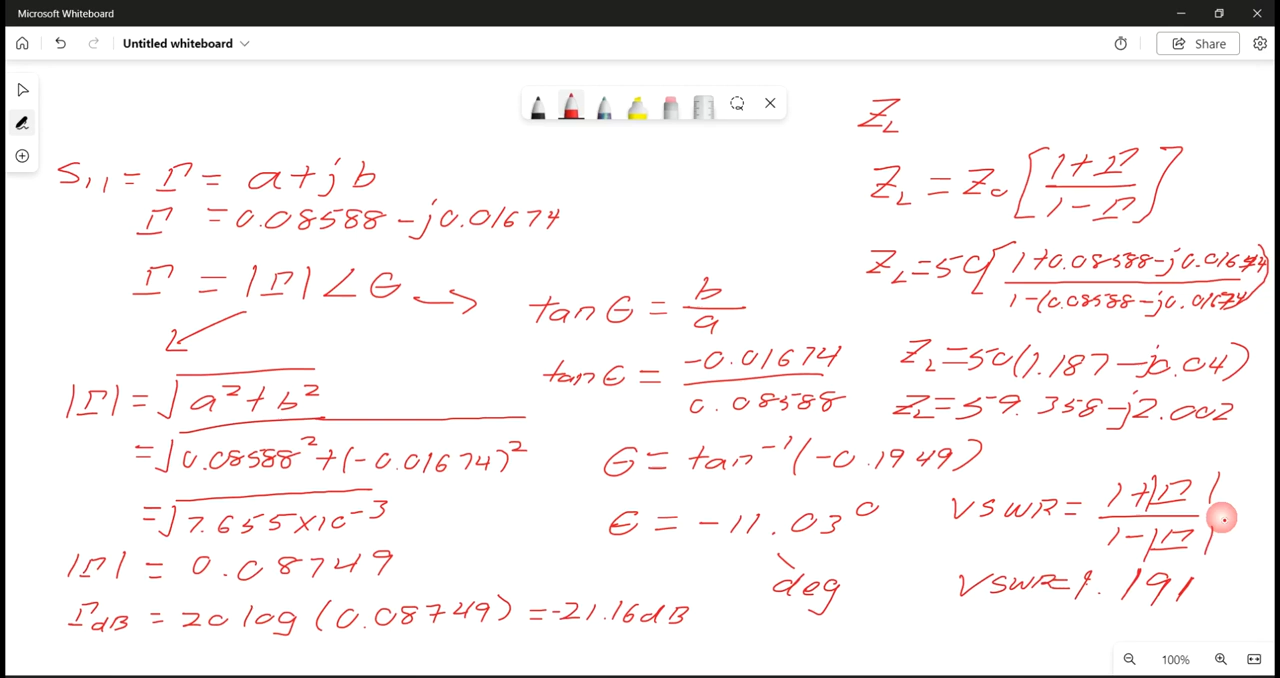 Microsoft Whiteboard
Untitled whiteboard
Share
S11 = Γ = a+jb
Γ = 0.08588 - j0.01674
Γ = |Γ| ∠θ →
|Γ| = √a² + b²
= √0.08588² + (-0.01674)²
= √7.655 x 10⁻³
|Γ| = 0.08749
ΓdB = 20 log (0.08749) = -21.16dB
tan θ = b/a
tan θ = -0.01674/0.08588
θ = tan⁻¹(-0.1949)
θ = -11.03°
deg
ZL
ZL = Z0 [1+Γ/1-Γ]
ZL = 50[1+0.08588-j0.01674/1-(0.08588-j0.01674)]
ZL = 50(1.187-j0.04)
ZL = 59.358-j2.002
VSWR = 1+|Γ|/1-|Γ|
VSWR = 1.191
100%